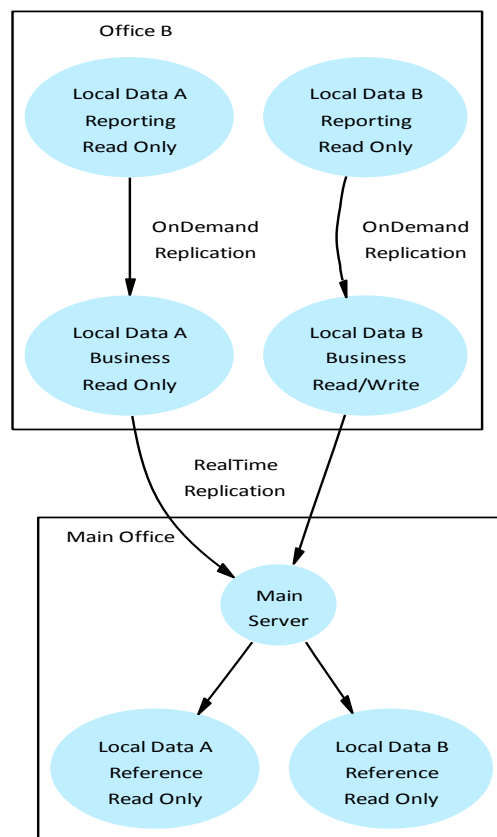 Office B
Local Data A
Reporting
Read Only
Local Data B
Reporting
Read Only
OnDemand
Replication
OnDemand
Replication
Local Data A
Business
Read Only
Local Data B
Business
Read/Write
RealTime
Replication
Main Office
Main
Server
Local Data A
Reference
Read Only
Local Data B
Reference
Read Only